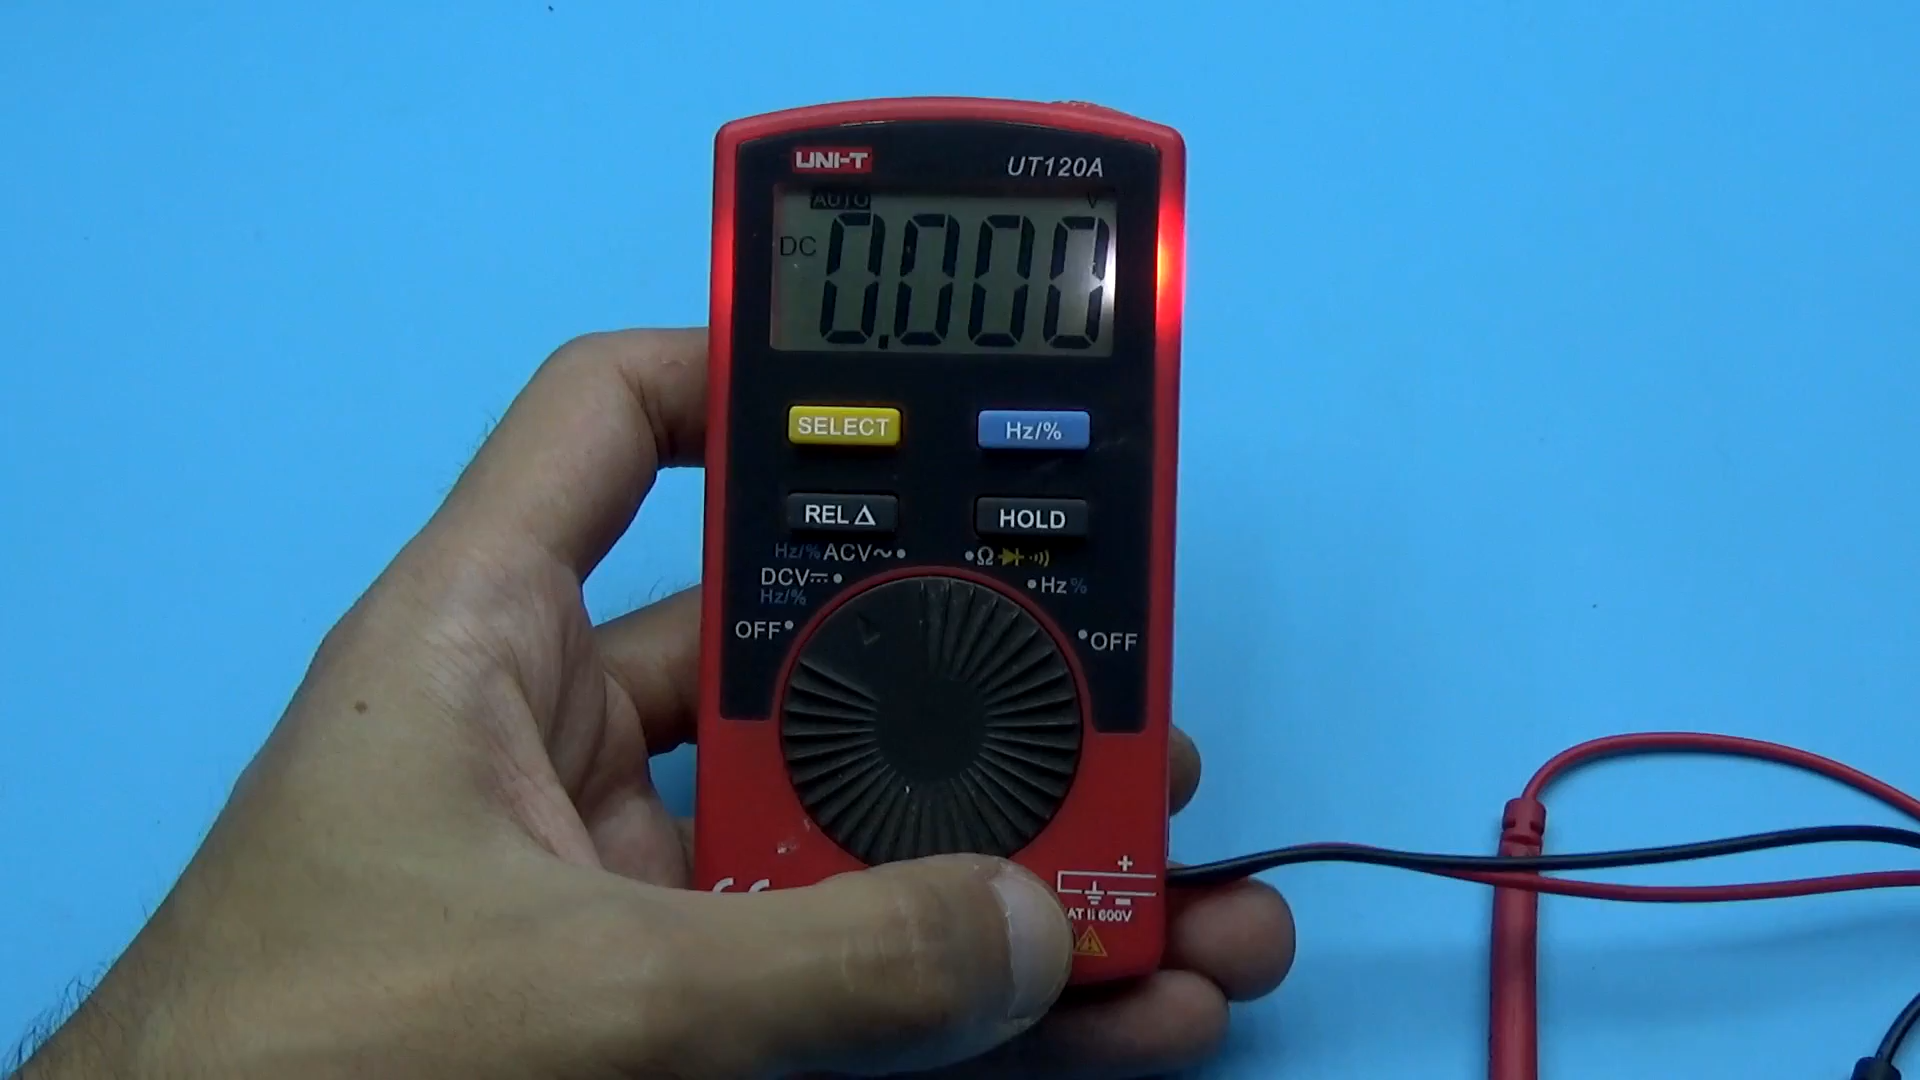 UNI-T
UT120A
AUTO
V
DC
0.000
SELECT
Hz/%
REL Δ
HOLD
Hz/% ACV~
Ω
DCV⎓
Hz %
Hz/%
OFF
OFF
+
AT Ii 600V